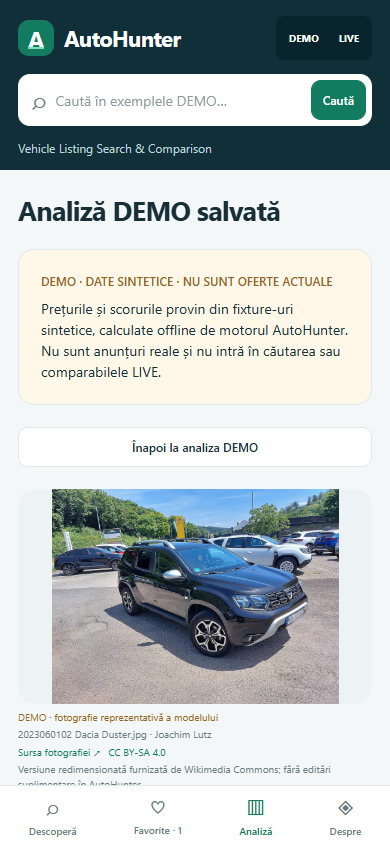 A AutoHunter
DEMO LIVE
Caută în exemplele DEMO...
Caută
Vehicle Listing Search & Comparison
Analiză DEMO salvată
DEMO · DATE SINTETICE · NU SUNT OFERTE ACTUALE
Prețurile și scorurile provin din fixture-uri
sintetice, calculate offline de motorul AutoHunter.
Nu sunt anunțuri reale și nu intră în căutarea sau
comparabilele LIVE.
Înapoi la analiza DEMO
DEMO · fotografie reprezentativă a modelului
2023060102 Dacia Duster.jpg · Joachim Lutz
Sursa fotografiei ↗ CC BY-SA 4.0
Versiune redimensionată furnizată de Wikimedia Commons; fără editări
suplimentare în AutoHunter.
Descoperă
Favorite · 1
Analiză
Despre